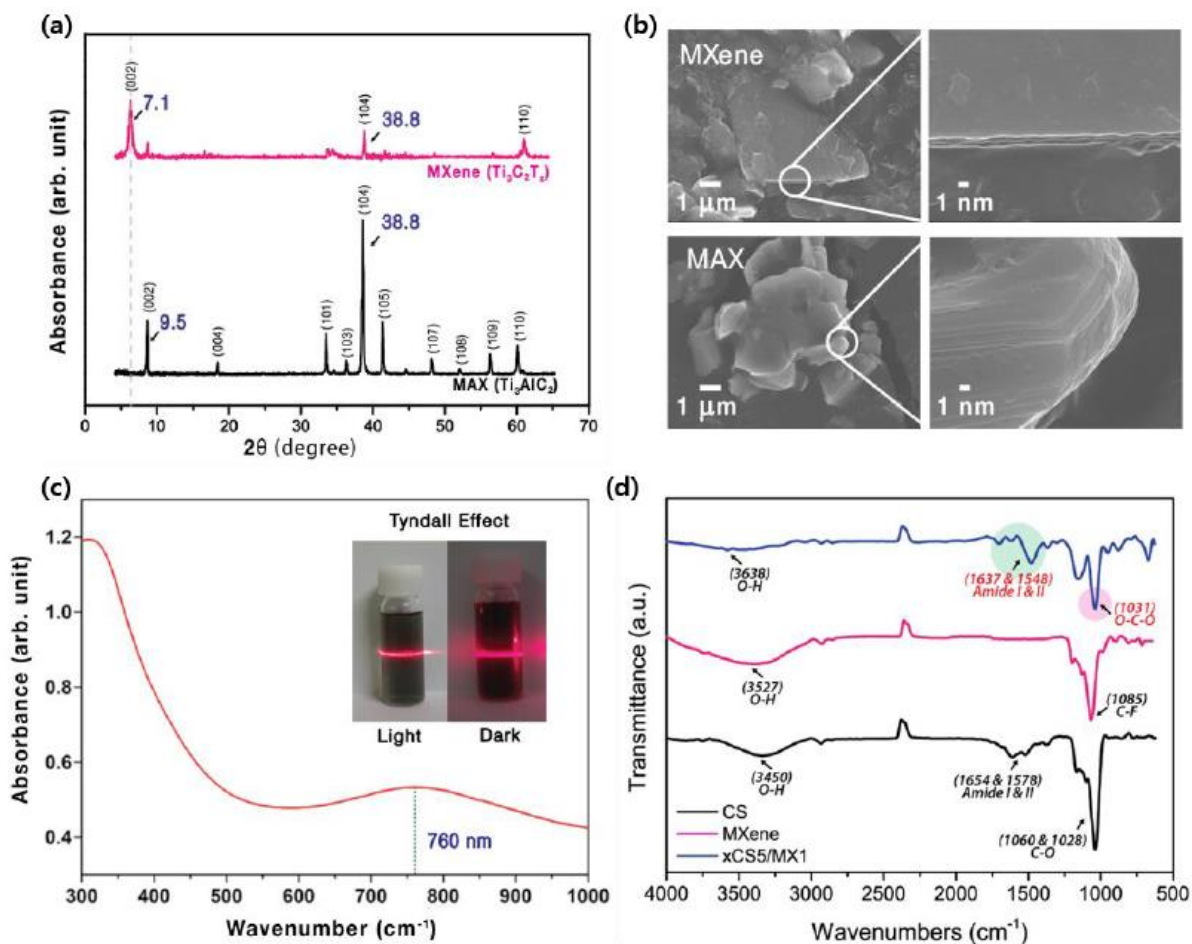 (a)
Absorbance (arb. unit)
(002)
7.1
(104)
38.8
(110)
MXene (Ti₃C₂Tₓ)
(002)
9.5
(004)
(101)
(103)
(104)
38.8
(105)
(107)
(108)
(109)
(110)
MAX (Ti₃AlC₂)
0 10 20 30 40 50 60 70
2θ (degree)
(b)
MXene
1 μm
1 nm
MAX
1 μm
1 nm
(c)
Absorbance (arb. unit)
1.2
1.0
0.8
0.6
0.4
Tyndall Effect
Light Dark
760 nm
300 400 500 600 700 800 900 1000
Wavenumber (cm⁻¹)
(d)
Transmittance (a.u.)
(3638)
O-H
(1637 & 1548)
Amide I & II
(1031)
O-C-O
(3527)
O-H
(1085)
C-F
(3450)
O-H
(1654 & 1578)
Amide I & II
(1060 & 1028)
C-O
CS
MXene
xCS5/MX1
4000 3500 3000 2500 2000 1500 1000 500
Wavenumbers (cm⁻¹)